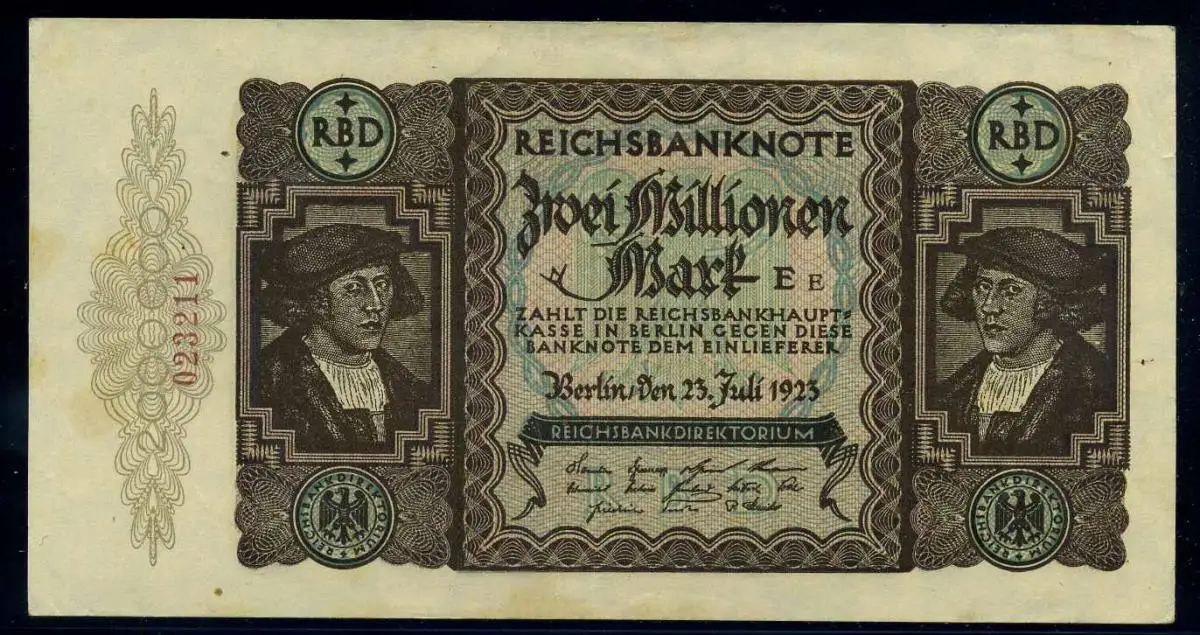 RBD
RBD
REICHSBANKNOTE
Zwei Millionen
Mark E E
ZAHLT DIE REICHSBANKHAUPT=
KASSE IN BERLIN GEGEN DIESE
BANKNOTE DEM EINLIEFERER
Berlin, den 23. Juli 1923
REICHSBANKDIREKTORIUM
023211
REICHSBANKDIREKTORIUM
REICHSBANKDIREKTORIUM